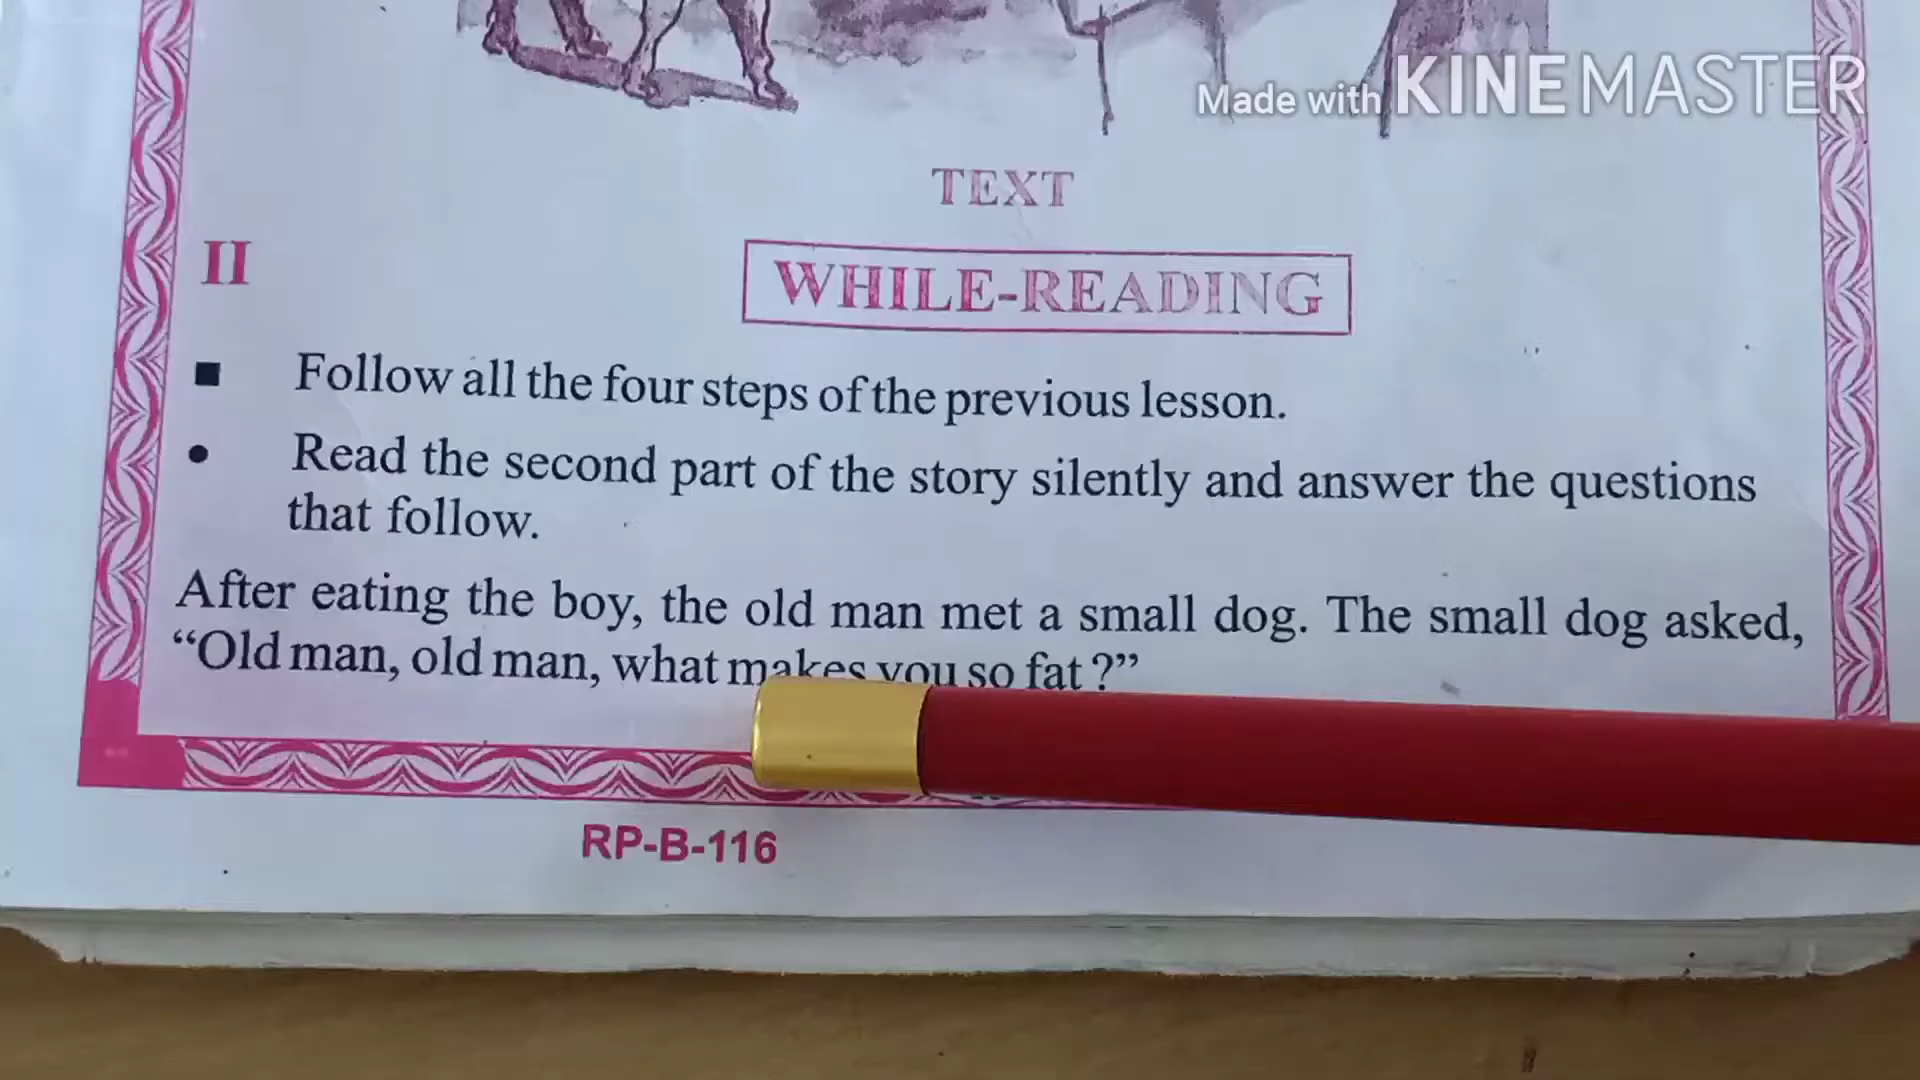 Made with KINEMASTER
TEXT
II
WHILE-READING
■ Follow all the four steps of the previous lesson.
● Read the second part of the story silently and answer the questions
that follow.
After eating the boy, the old man met a small dog. The small dog asked,
“Old man, old man, what makes you so fat ?”
RP-B-116